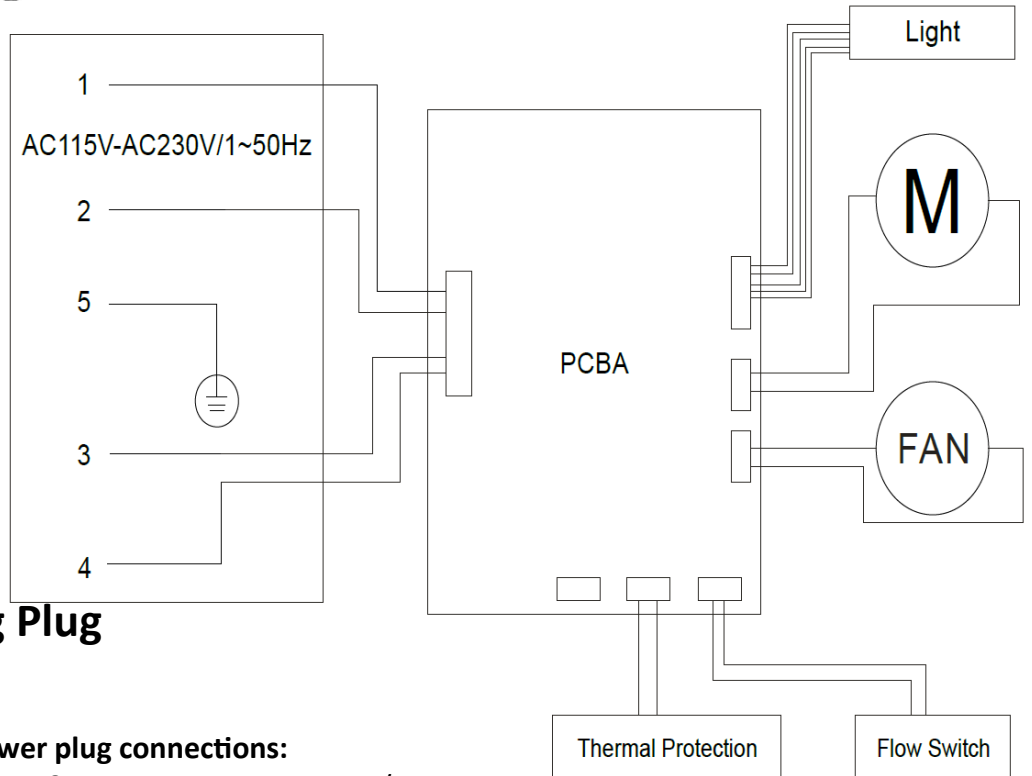 1
AC115V-AC230V/1~50Hz
2
5
3
4
PCBA
Light
M
FAN
Plug
plug connections:
Thermal Protection
Flow Switch